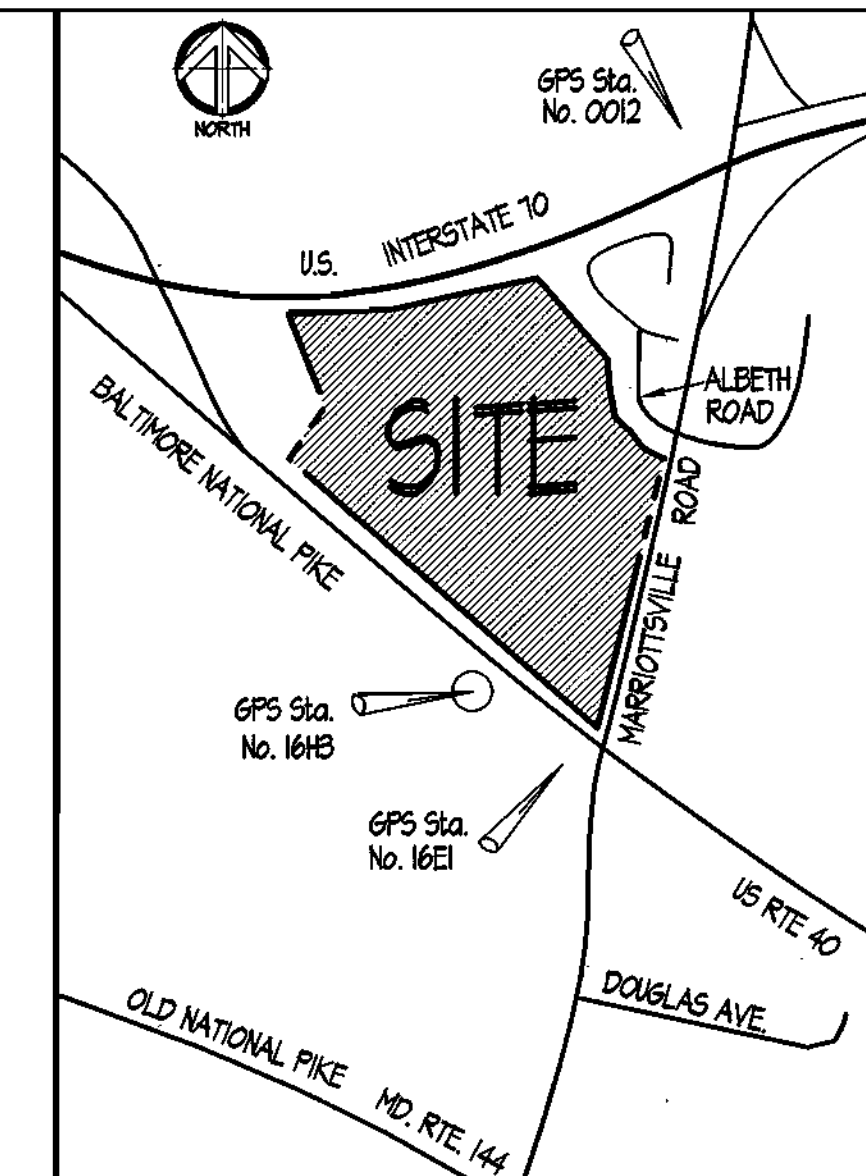 NORTH
GPS Sta.
No. 0012
U.S. INTERSTATE 70
ALBETH
ROAD
SITE
BALTIMORE NATIONAL PIKE
MARRIOTTSVILLE ROAD
GPS Sta.
No. 16H3
GPS Sta.
No. 16E1
US RTE 40
DOUGLAS AVE.
OLD NATIONAL PIKE MD. RTE. 144